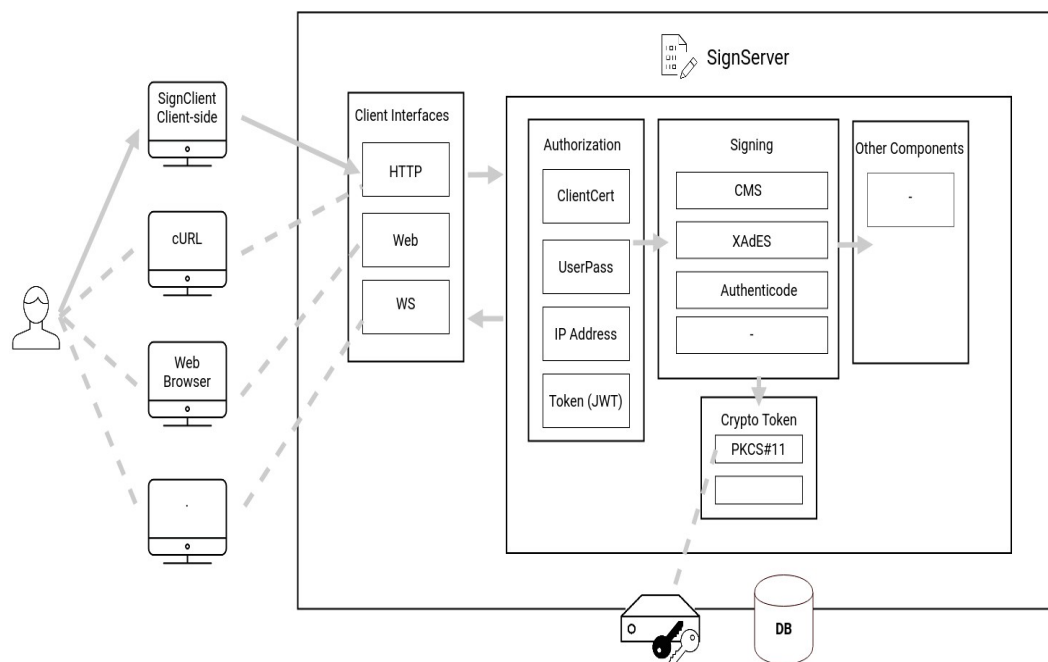 SignServer
SignClient
Client-side
cURL
Web
Browser
.
Client Interfaces
HTTP
Web
WS
Authorization
ClientCert
UserPass
IP Address
Token (JWT)
Signing
CMS
XAdES
Authenticode
-
Other Components
-
Crypto Token
PKCS#11
DB